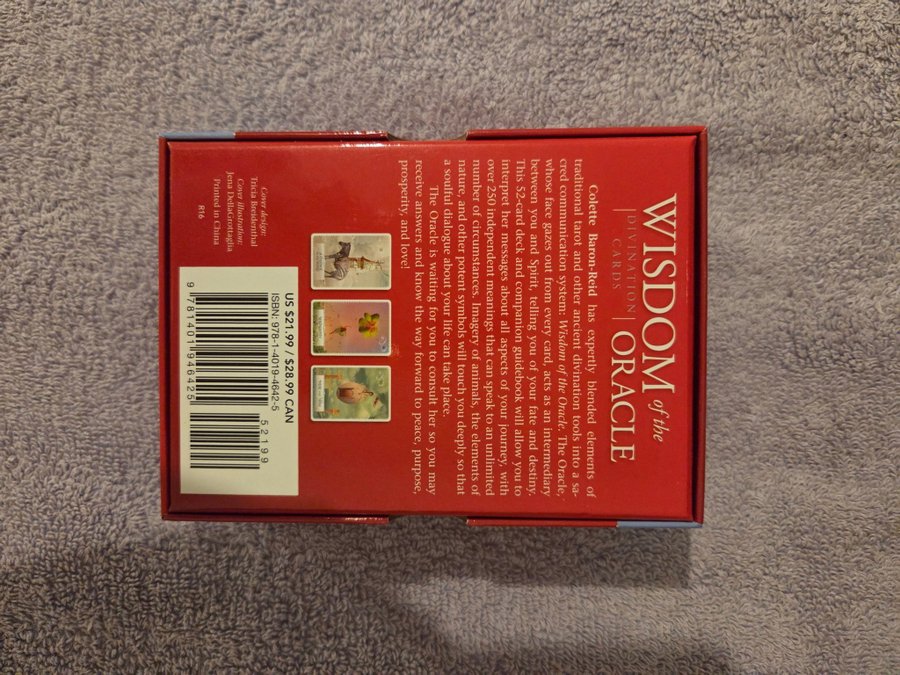 WISDOM of the
ORACLE
DIVINATION
CARDS
Colette Baron-Reid has expertly blended elements of
traditional tarot and other ancient divination tools into a sa-
cred communication system: Wisdom of the Oracle. The Oracle,
whose face gazes out from every card, acts as an intermediary
between you and Spirit, telling you of your fate and destiny.
This 52-card deck and companion guidebook will allow you to
interpret her messages about all aspects of your journey, with
over 250 independent meanings that can speak to an unlimited
number of circumstances. Imagery of animals, the elements of
nature, and other potent symbols will touch you deeply so that
a soulful dialogue about your life can take place.
The Oracle is waiting for you to consult her so you may
receive answers and know the way forward to peace, purpose,
prosperity, and love!
Cover design:
Tricia Breidenthal
Cover illustration:
Jena DellaGrottaglia
Printed in China
R16
US $21.99 / $28.99 CAN
ISBN: 978-1-4019-4642-5
52199
9 781401 946425